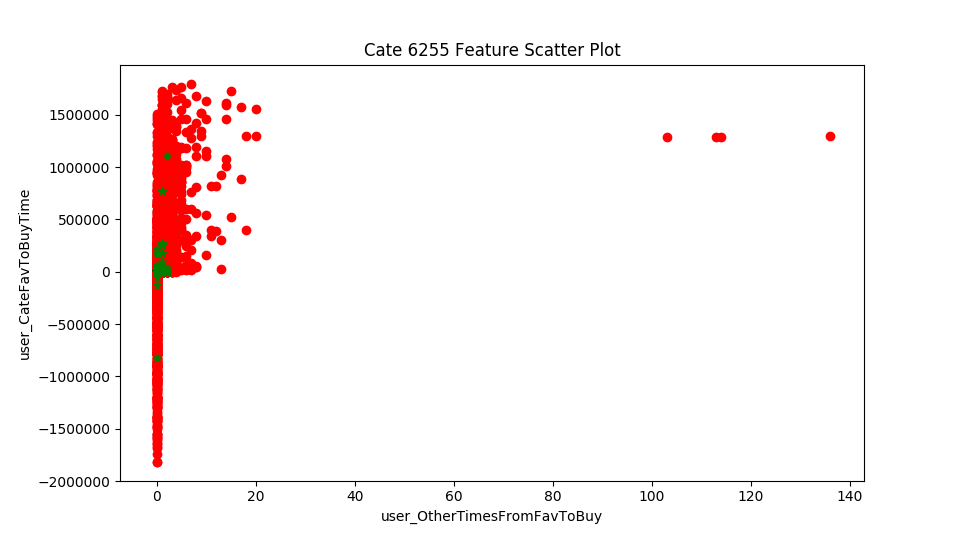 Cate 6255 Feature Scatter Plot
1500000
1000000
500000
0
−500000
−1000000
−1500000
−2000000
user_CateFavToBuyTime
0 20 40 60 80 100 120 140
user_OtherTimesFromFavToBuy